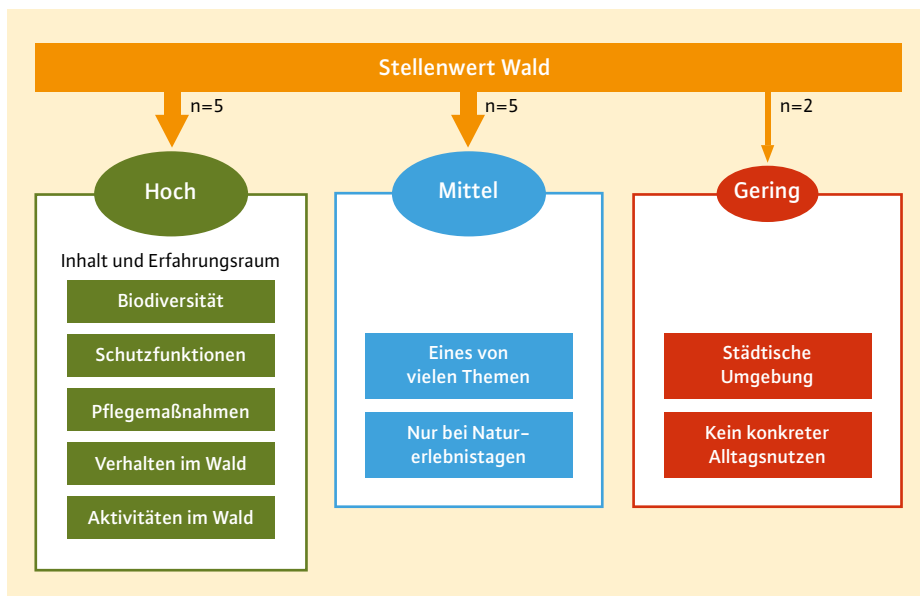 Stellenwert Wald
n=5
n=5
n=2
Hoch
Mittel
Gering
Inhalt und Erfahrungsraum
Biodiversität
Schutzfunktionen
Pflegemaßnahmen
Verhalten im Wald
Aktivitäten im Wald
Eines von
vielen Themen
Nur bei Natur-
erlebnistagen
Städtische
Umgebung
Kein konkreter
Alltagsnutzen